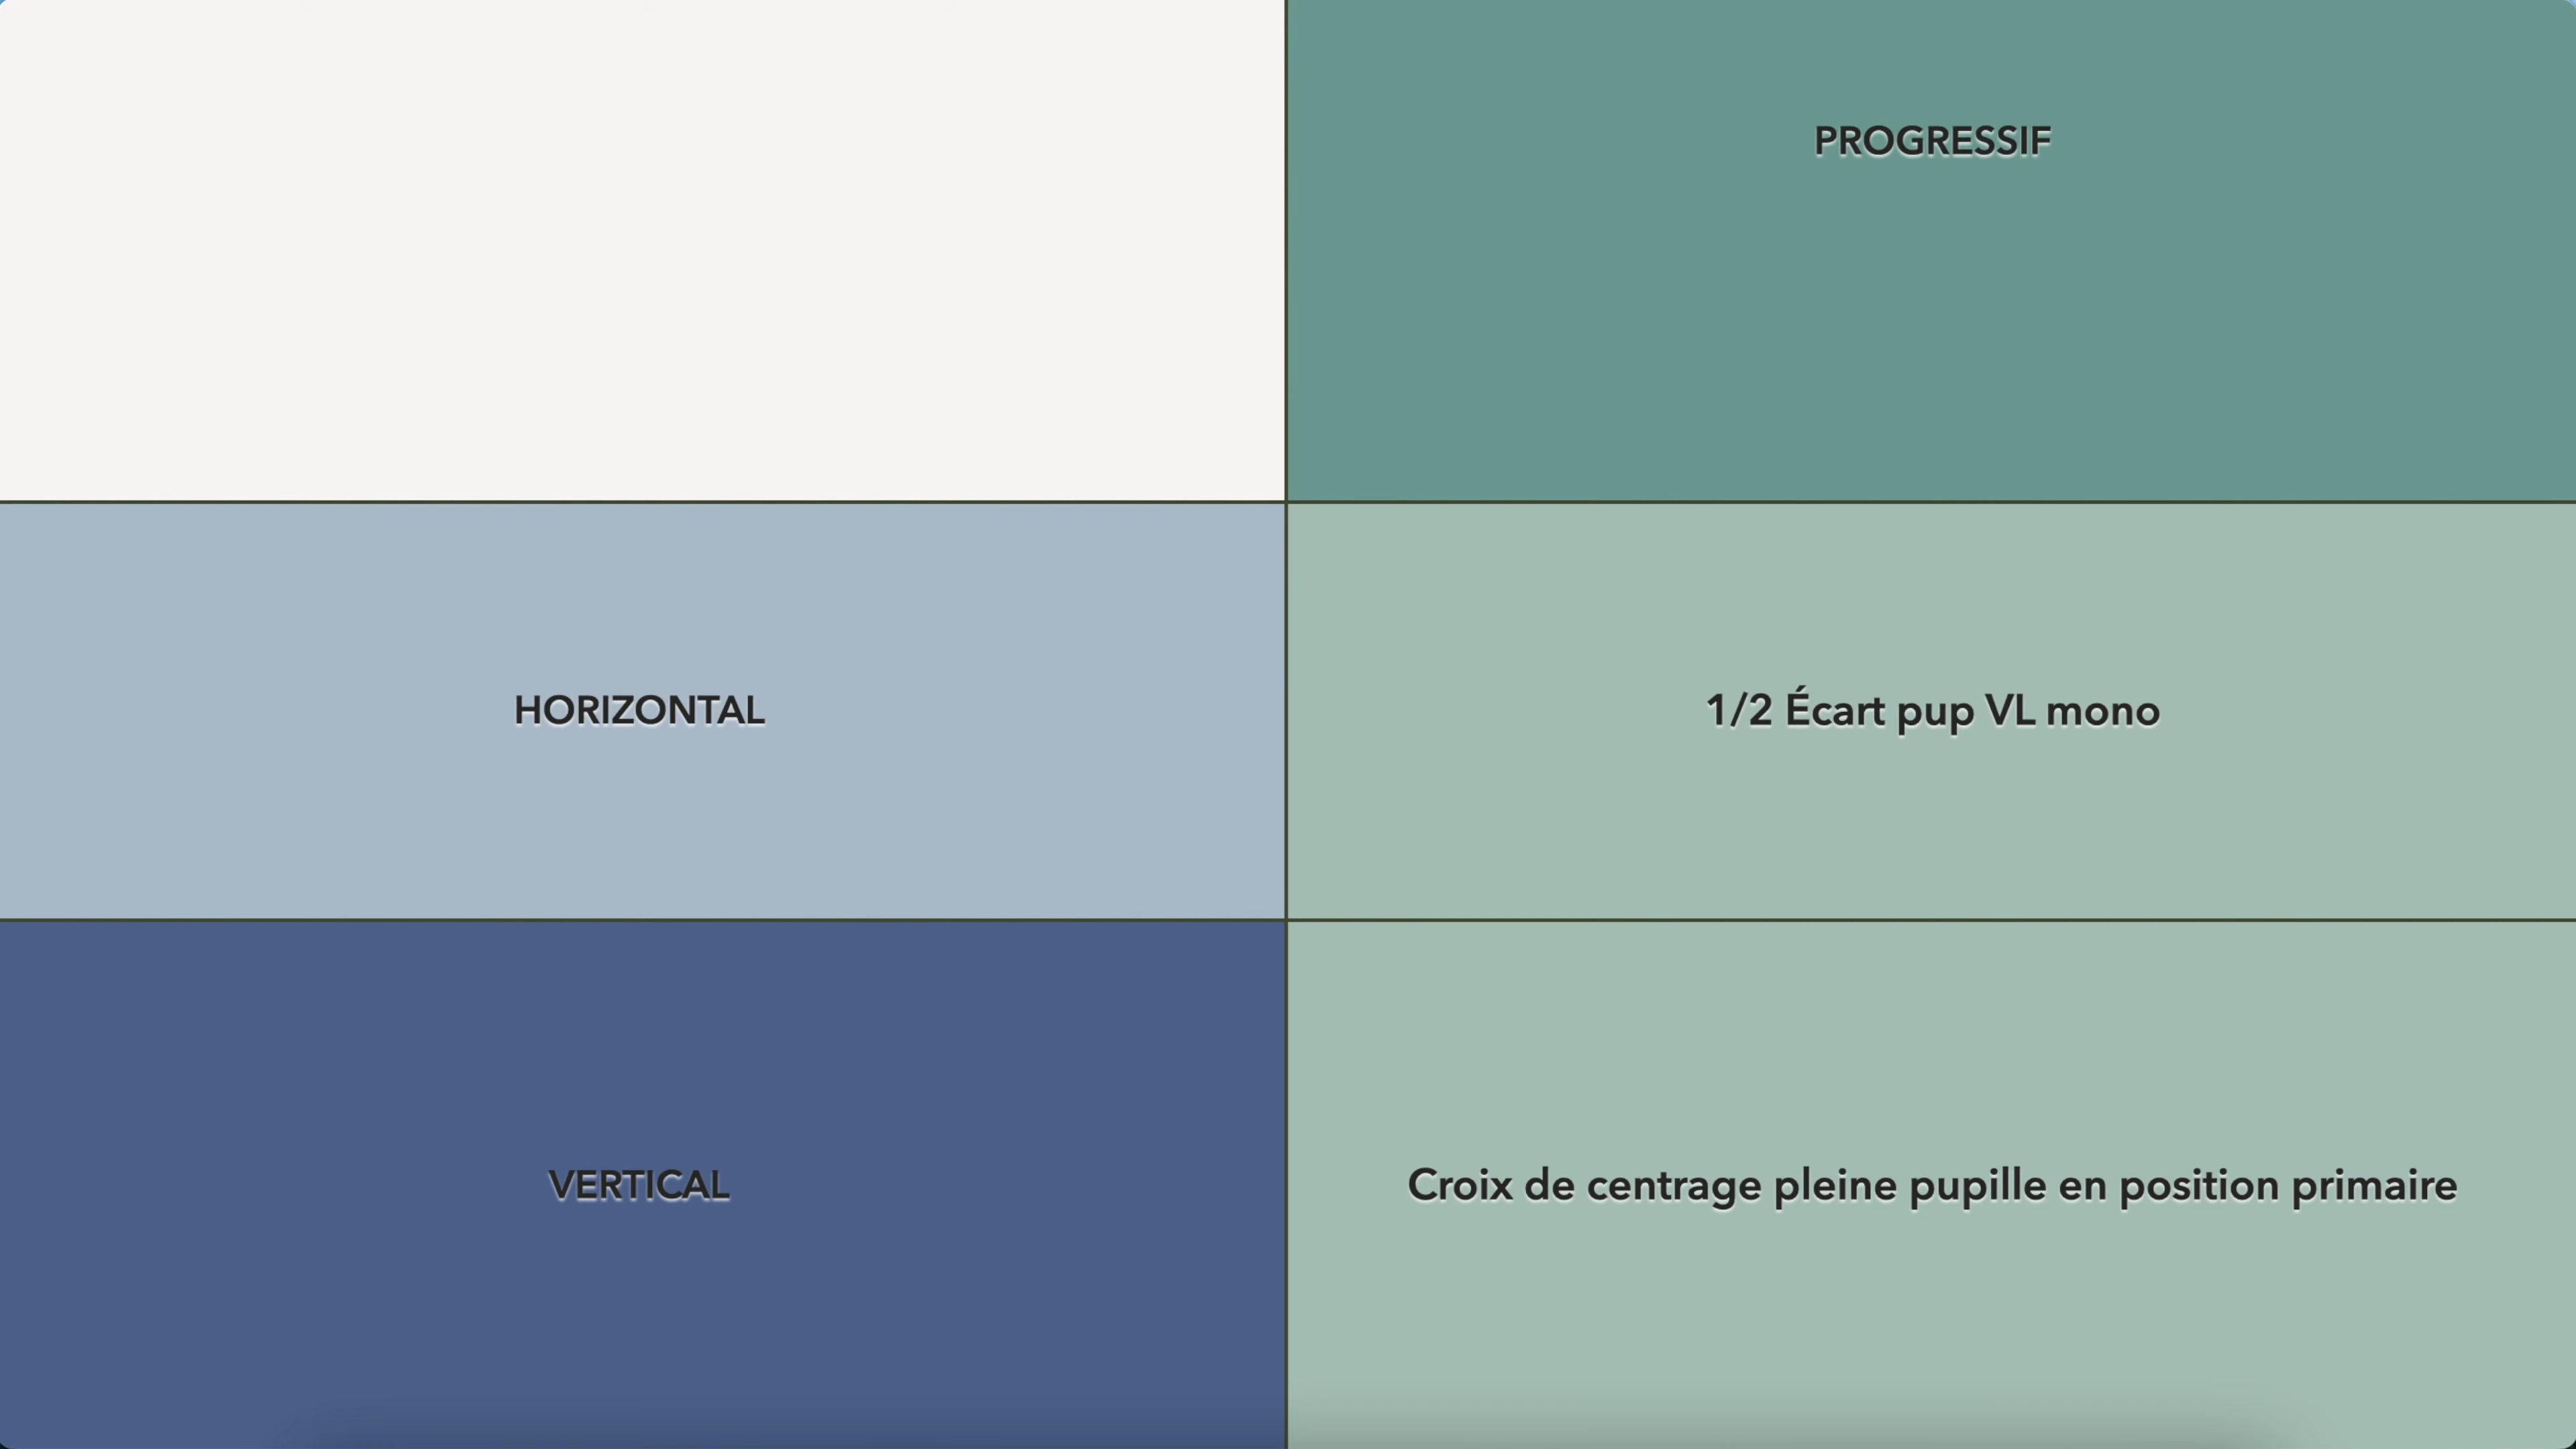 PROGRESSIF
HORIZONTAL
1/2 Écart pup VL mono
VERTICAL
Croix de centrage pleine pupille en position primaire